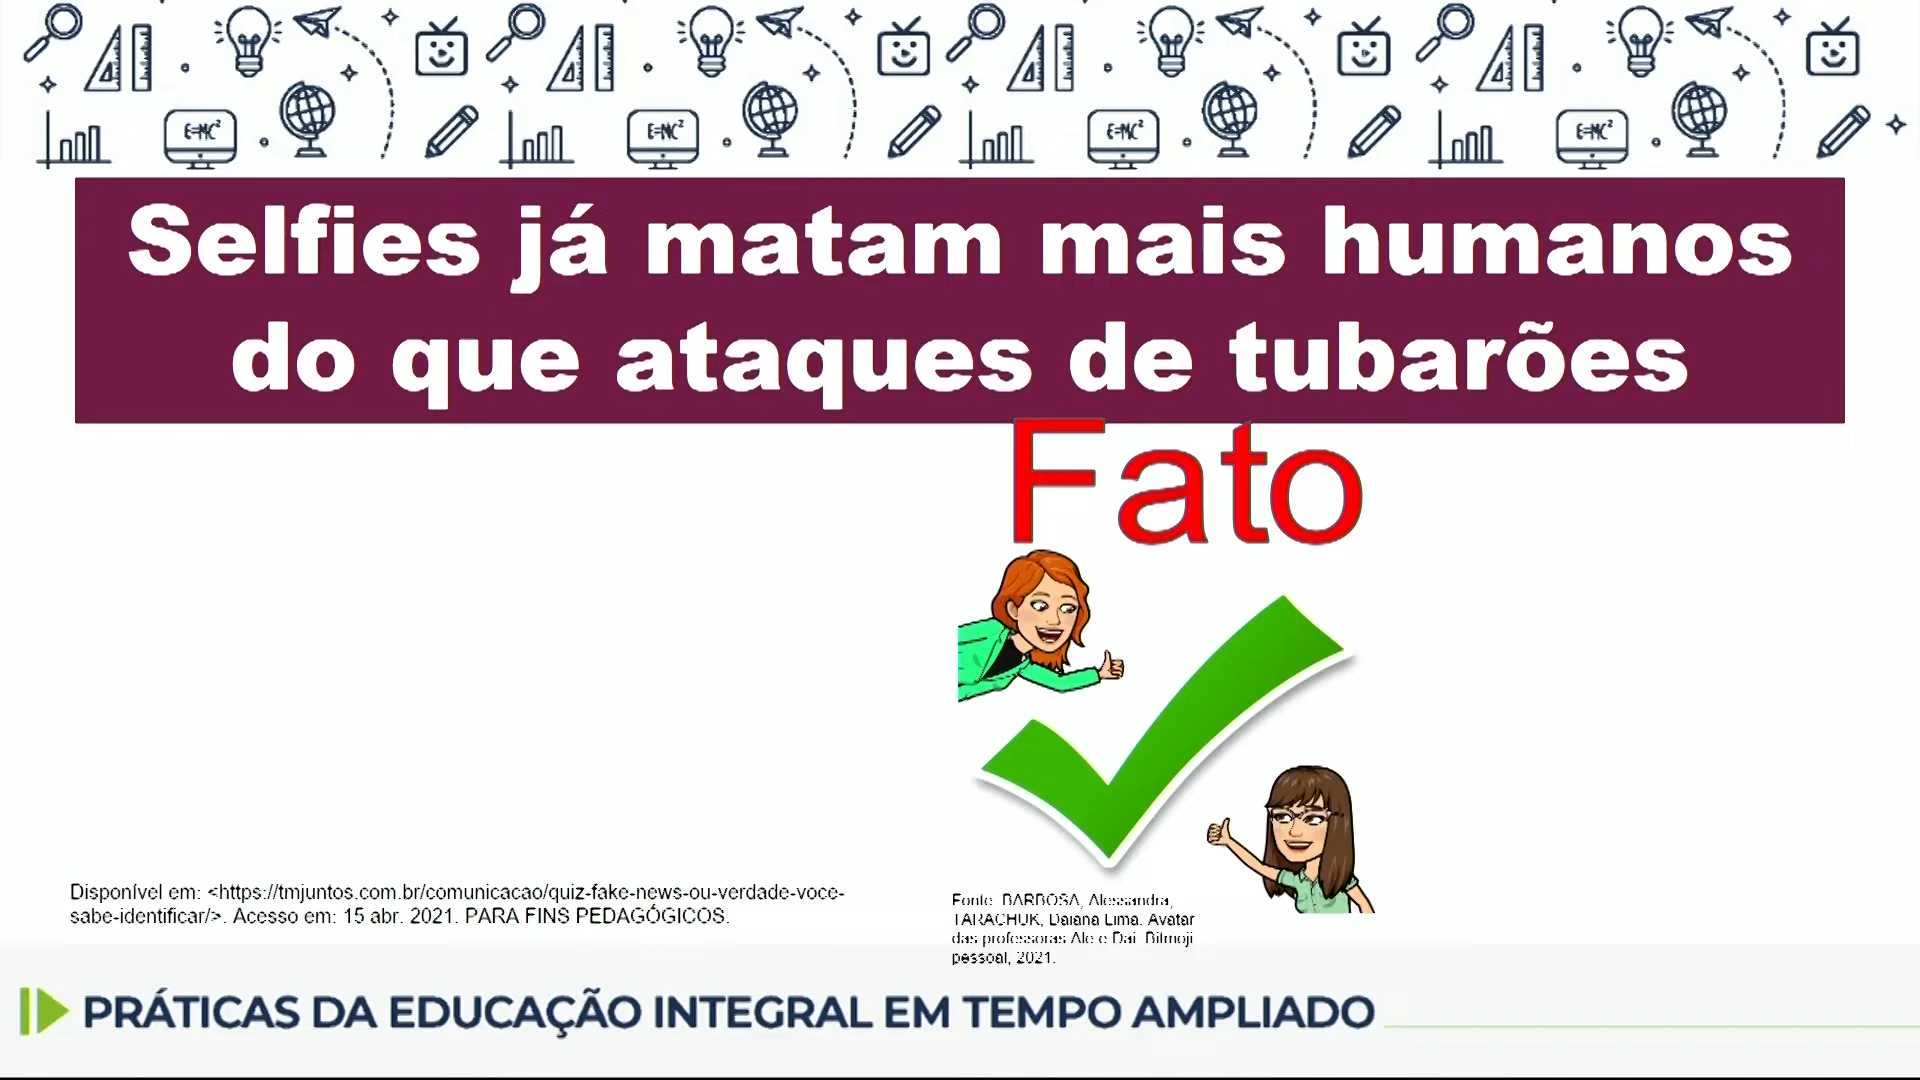 E=MC²
E=MC²
E=MC²
E=MC²
Selfies já matam mais humanos
do que ataques de tubarões
Fato
Disponível em: <https://tmjuntos.com.br/comunicacao/quiz-fake-news-ou-verdade-voce-
sabe-identificar/>. Acesso em: 15 abr. 2021. PARA FINS PEDAGÓGICOS.
Fonte: BARBOSA, Alessandra;
TARACHUK, Daiana Lima. Avatar
das professoras Ale e Dai. Bitmoji
pessoal, 2021.
PRÁTICAS DA EDUCAÇÃO INTEGRAL EM TEMPO AMPLIADO